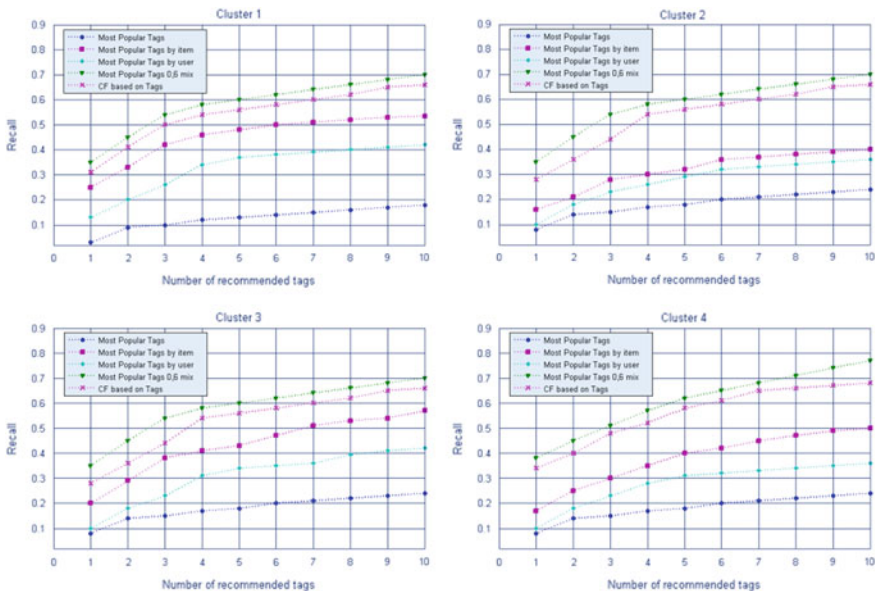 Cluster 1
0.9
0.8
0.7
0.6
0.5
0.4
0.3
0.2
0.1
Recall
Most Popular Tags
Most Popular Tags by item
Most Popular Tags by user
Most Popular Tags 0,6 mix
CF based on Tags
0 1 2 3 4 5 6 7 8 9 10
Number of recommended tags
Cluster 2
0.9
0.8
0.7
0.6
0.5
0.4
0.3
0.2
0.1
Recall
Most Popular Tags
Most Popular Tags by item
Most Popular Tags by user
Most Popular Tags 0,6 mix
CF based on Tags
0 1 2 3 4 5 6 7 8 9 10
Number of recommended tags
Cluster 3
0.9
0.8
0.7
0.6
0.5
0.4
0.3
0.2
0.1
Recall
Most Popular Tags
Most Popular Tags by item
Most Popular Tags by user
Most Popular Tags 0,6 mix
CF based on Tags
0 1 2 3 4 5 6 7 8 9 10
Number of recommended tags
Cluster 4
0.9
0.8
0.7
0.6
0.5
0.4
0.3
0.2
0.1
Recall
Most Popular Tags
Most Popular Tags by item
Most Popular Tags by user
Most Popular Tags 0,6 mix
CF based on Tags
0 1 2 3 4 5 6 7 8 9 10
Number of recommended tags